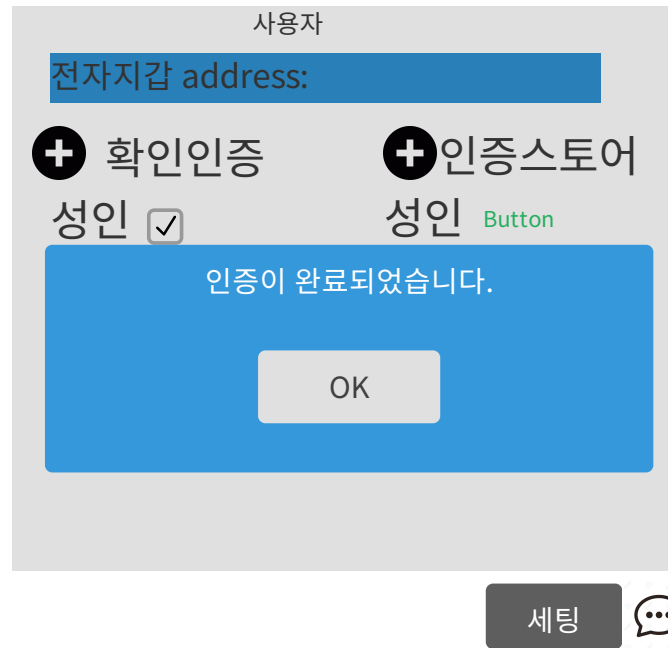 사용자
전자지갑 address:
확인인증 인증스토어
성인 성인 Button
인증이 완료되었습니다.
OK
세팅